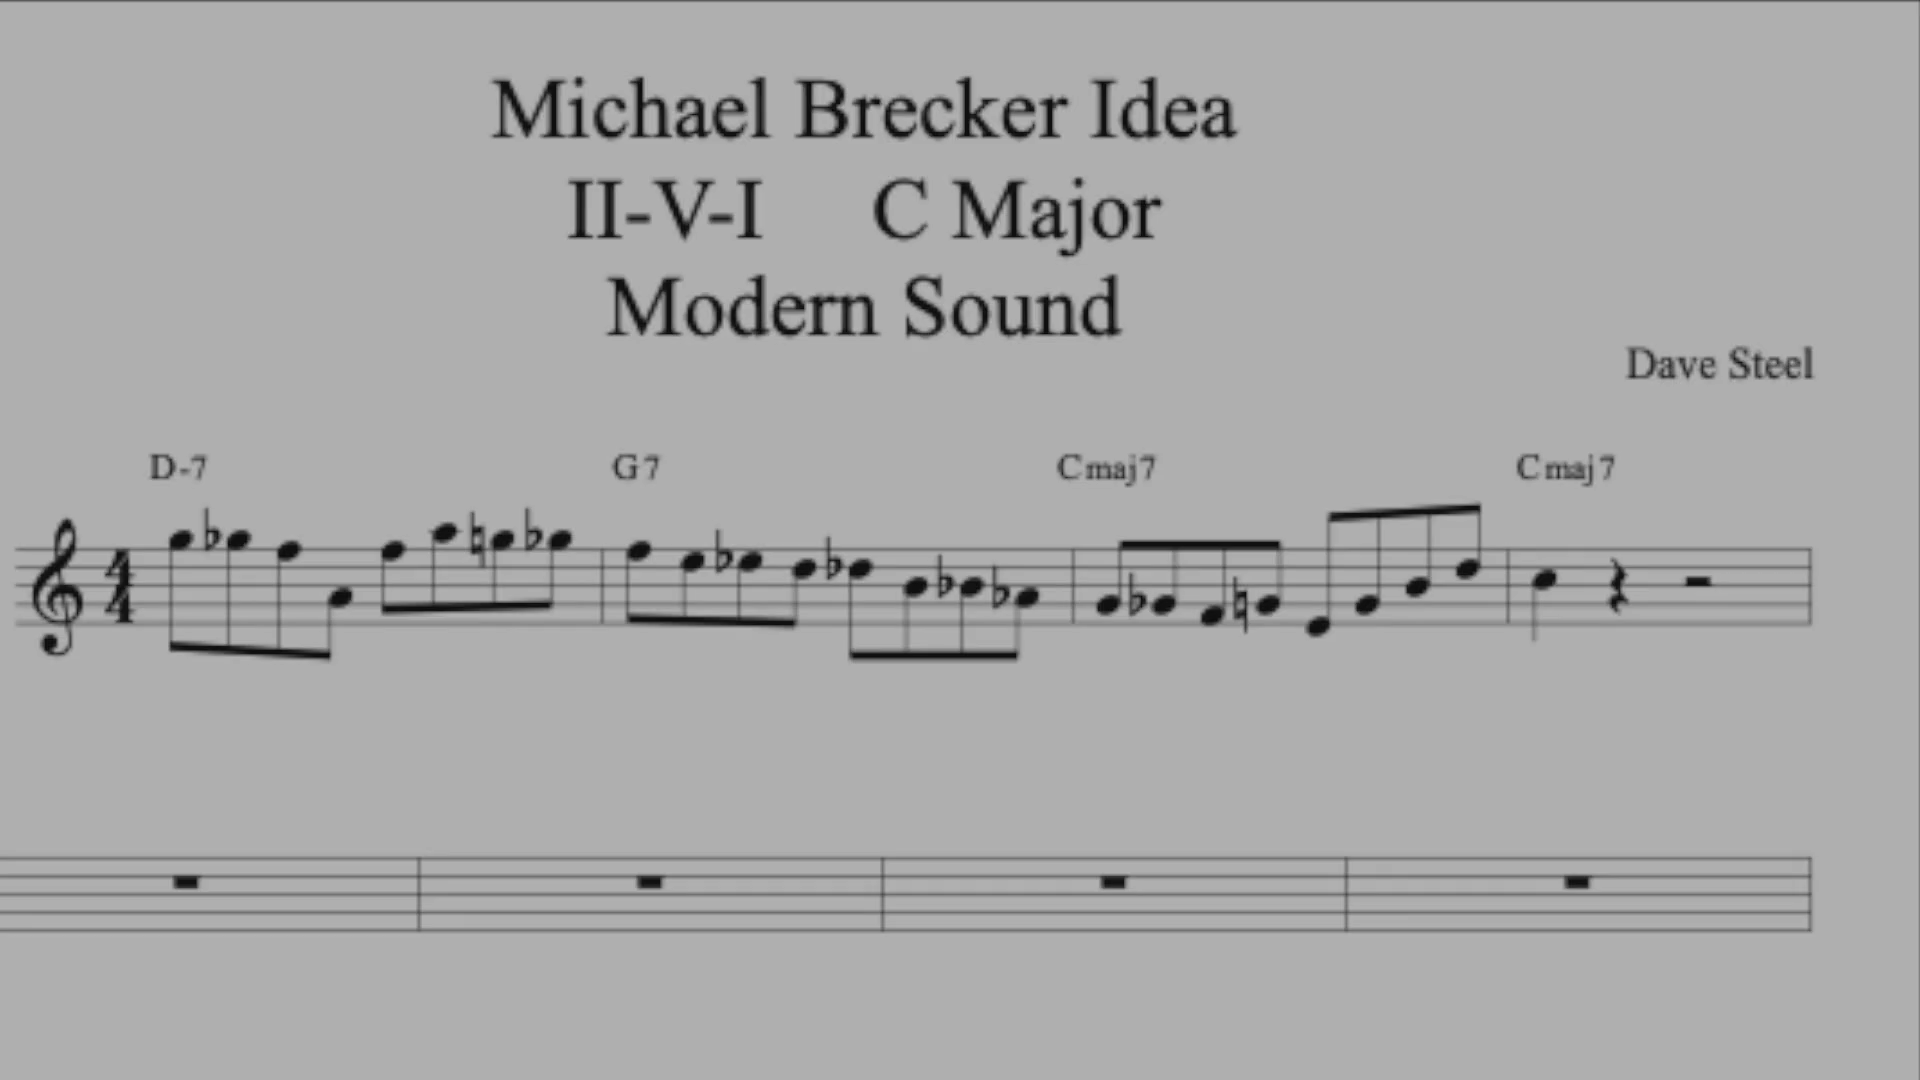 Michael Brecker Idea
II-V-I C Major
Modern Sound
Dave Steel
D-7 G7 Cmaj7 Cmaj7
4
4